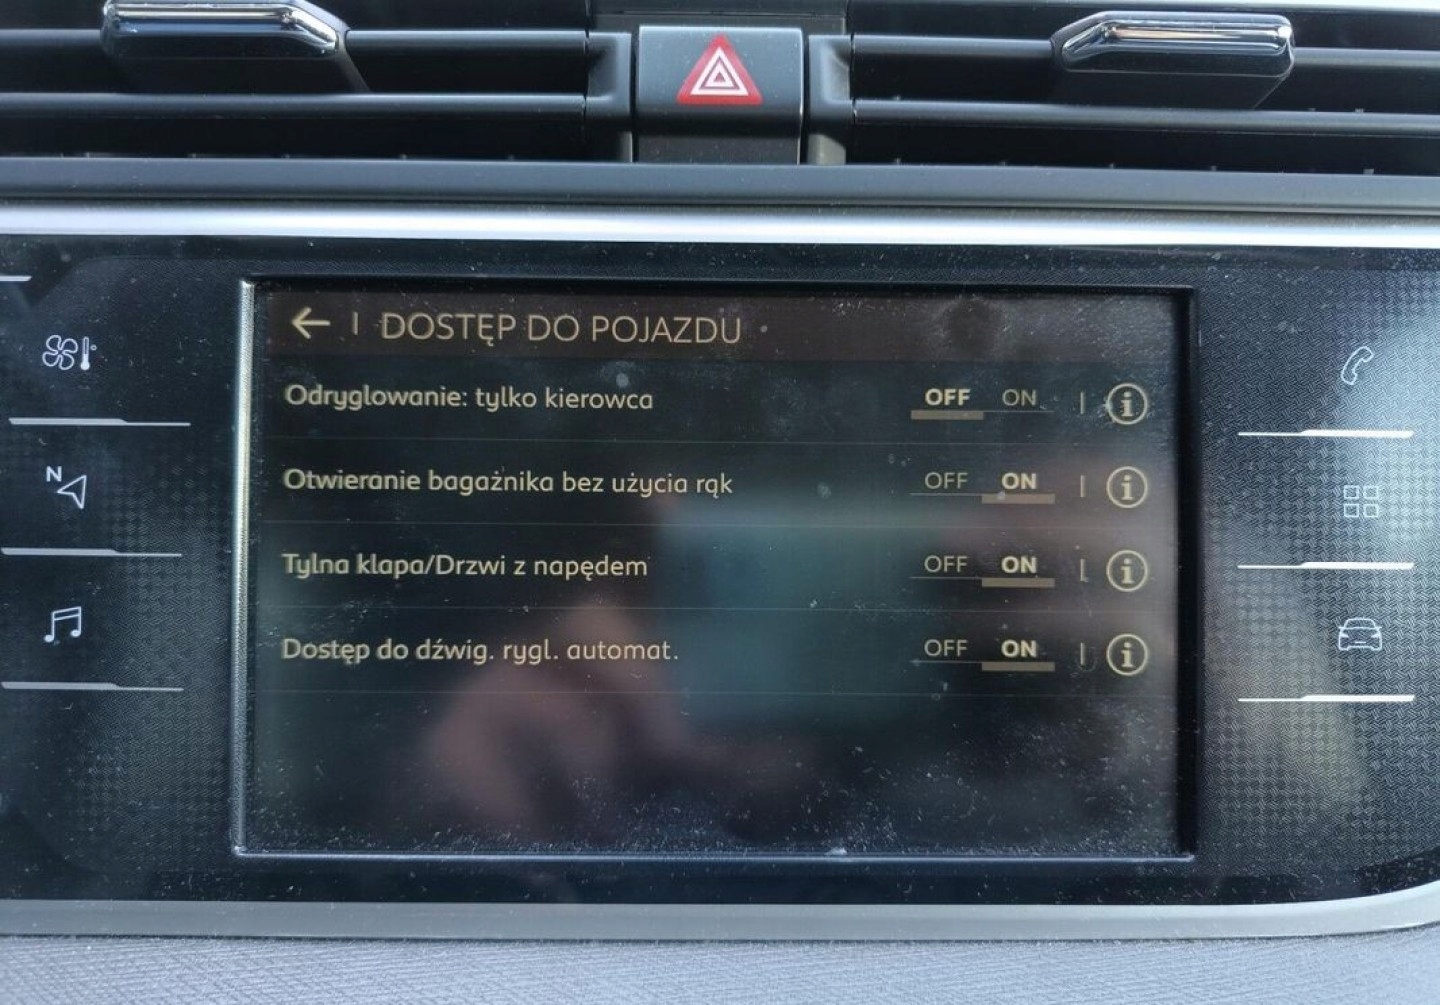 ← | DOSTĘP DO POJAZDU
Odryglowanie: tylko kierowca OFF ON | i
N
Otwieranie bagażnika bez użycia rąk OFF ON | i
Tylna klapa/Drzwi z napędem OFF ON | i
Dostęp do dźwig. rygl. automat. OFF ON | i